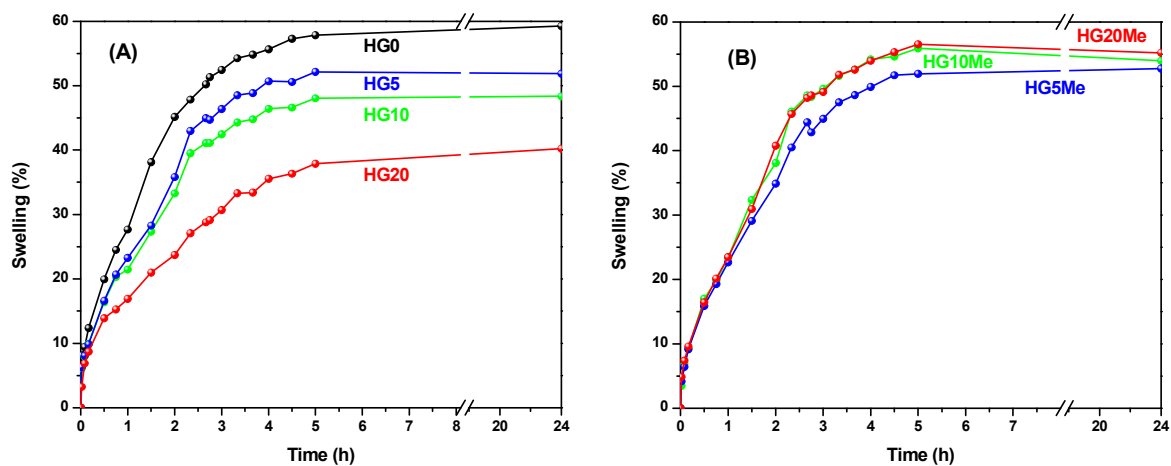 (A)
HG0
HG5
HG10
HG20
Swelling (%)
60
50
40
30
20
10
0
0 1 2 3 4 5 6 7 8 20 24
Time (h)
(B)
HG20Me
HG10Me
HG5Me
Swelling (%)
60
50
40
30
20
10
0
0 1 2 3 4 5 6 7 20 24
Time (h)